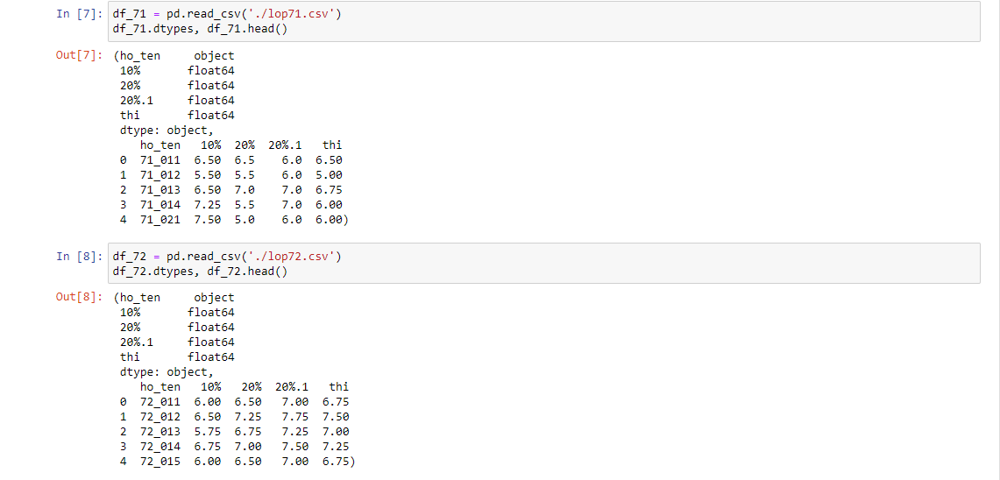 In [7]: df_71 = pd.read_csv('./lop71.csv')
df_71.dtypes, df_71.head()
Out[7]: (ho_ten     object
10%       float64
20%       float64
20%.1     float64
thi       float64
dtype: object,
   ho_ten   10%  20%  20%.1   thi
0  71_011  6.50  6.5    6.0  6.50
1  71_012  5.50  5.5    6.0  5.00
2  71_013  6.50  7.0    7.0  6.75
3  71_014  7.25  5.5    7.0  6.00
4  71_021  7.50  5.0    6.0  6.00)
In [8]: df_72 = pd.read_csv('./lop72.csv')
df_72.dtypes, df_72.head()
Out[8]: (ho_ten     object
10%       float64
20%       float64
20%.1     float64
thi       float64
dtype: object,
   ho_ten   10%   20%  20%.1   thi
0  72_011  6.00  6.50   7.00  6.75
1  72_012  6.50  7.25   7.75  7.50
2  72_013  5.75  6.75   7.25  7.00
3  72_014  6.75  7.00   7.50  7.25
4  72_015  6.00  6.50   7.00  6.75)